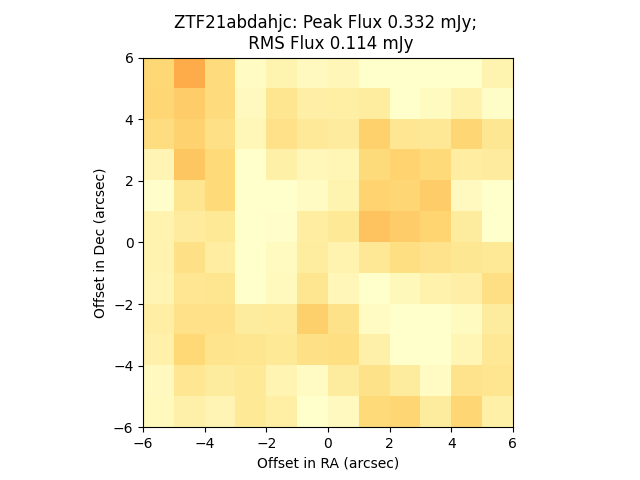 ZTF21abdahjc: Peak Flux 0.332 mJy;
RMS Flux 0.114 mJy
6
4
2
0
−2
−4
−6
Offset in Dec (arcsec)
−6 −4 −2 0 2 4 6
Offset in RA (arcsec)